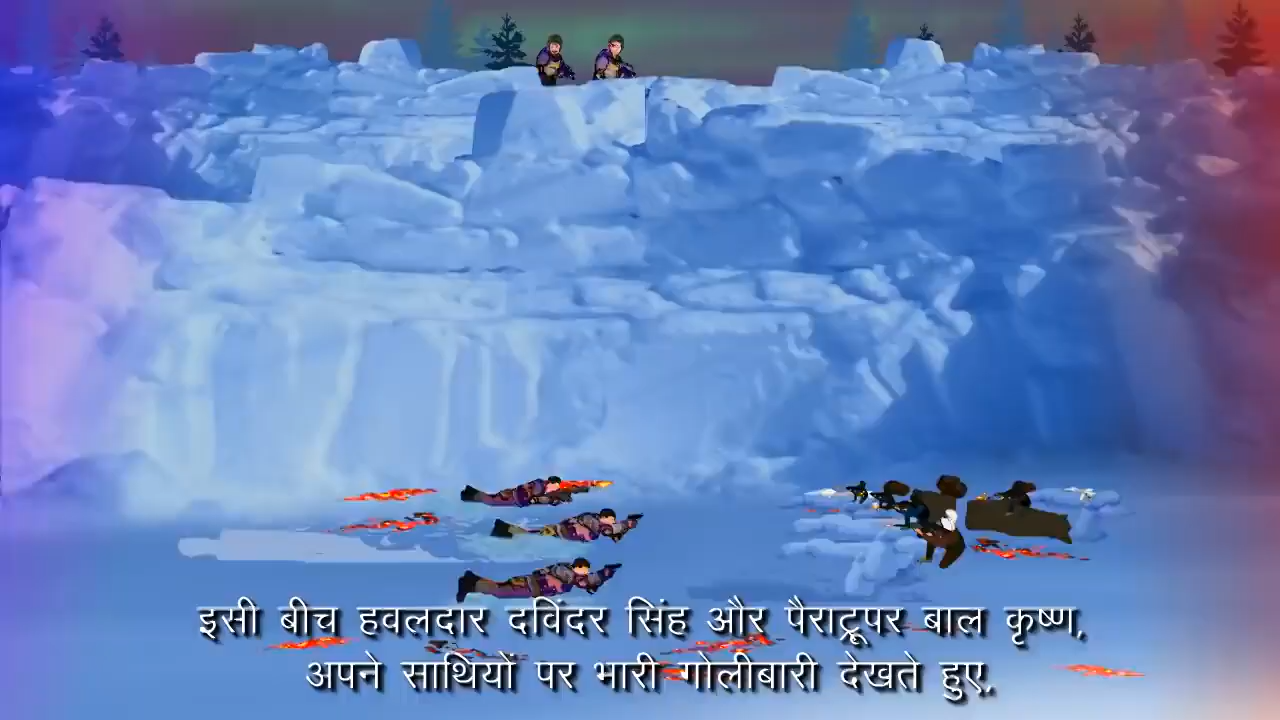 इसी बीच हवलदार दविंदर सिंह और पैराट्रूपर बाल कृष्ण,
अपने साथियों पर भारी गोलीबारी देखते हुए,